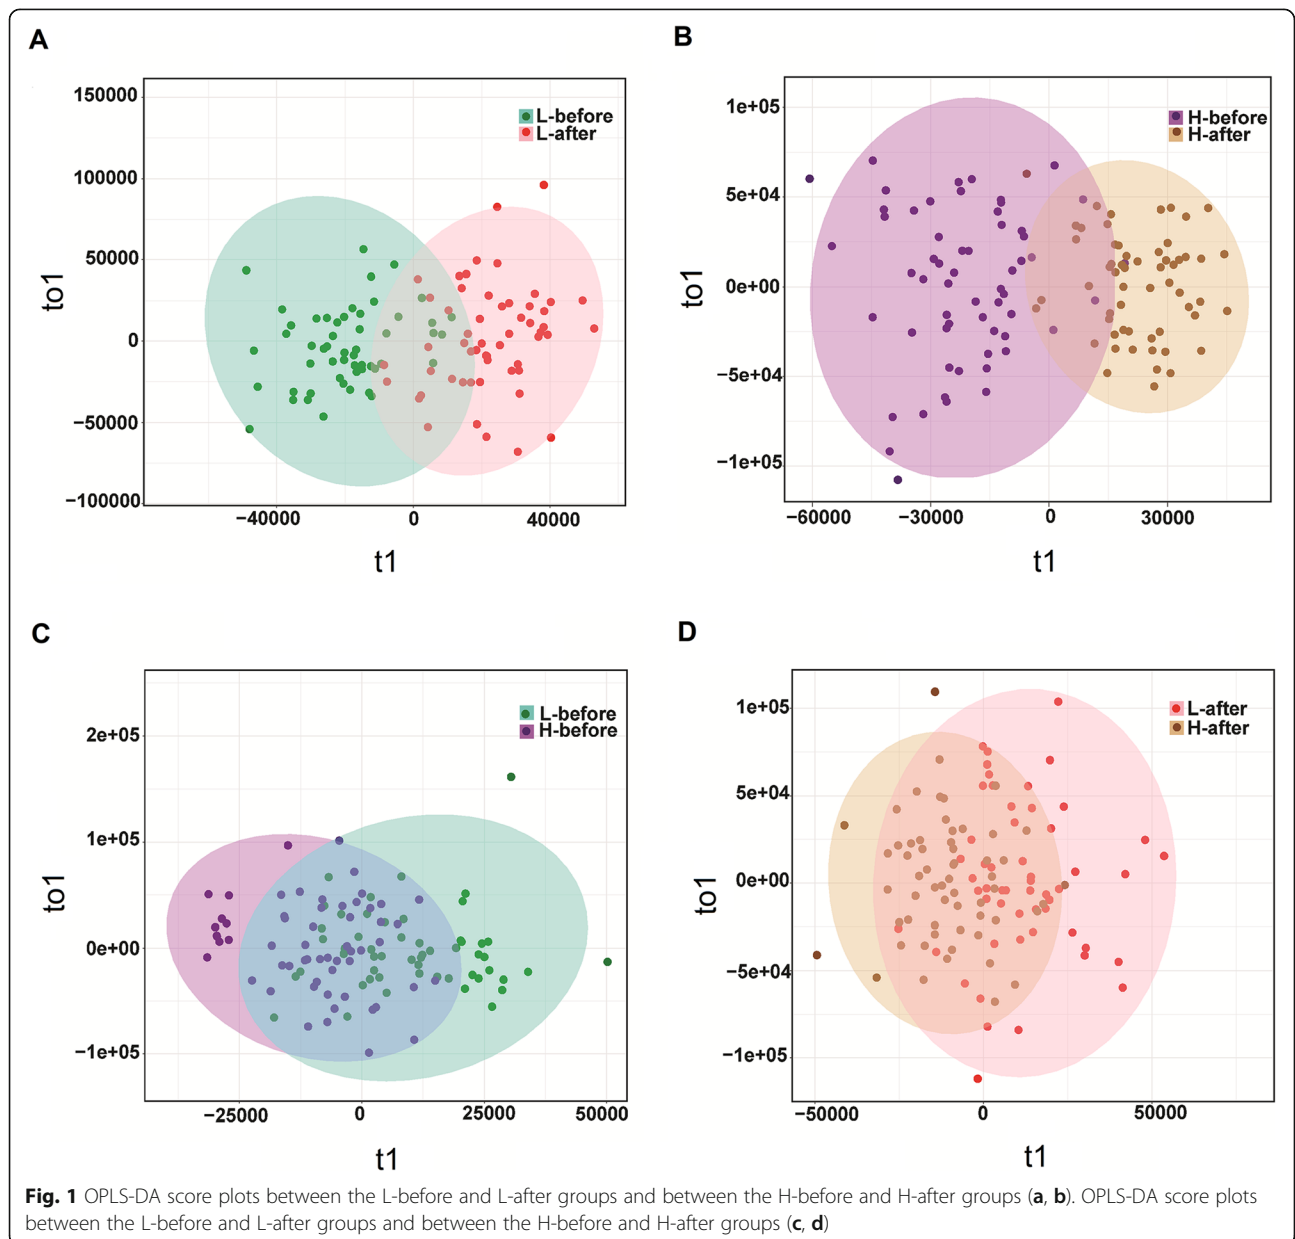 A
150000
100000
50000
0
−50000
−100000
to1
L-before
L-after
−40000
0
40000
t1
B
1e+05
5e+04
0e+00
−5e+04
−1e+05
to1
H-before
H-after
−60000
−30000
0
30000
t1
C
2e+05
1e+05
0e+00
−1e+05
to1
L-before
H-before
−25000
0
25000
50000
t1
D
1e+05
5e+04
0e+00
−5e+04
−1e+05
to1
L-after
H-after
−50000
0
50000
t1
Fig. 1 OPLS-DA score plots between the L-before and L-after groups and between the H-before and H-after groups (a, b). OPLS-DA score plots
between the L-before and L-after groups and between the H-before and H-after groups (c, d)